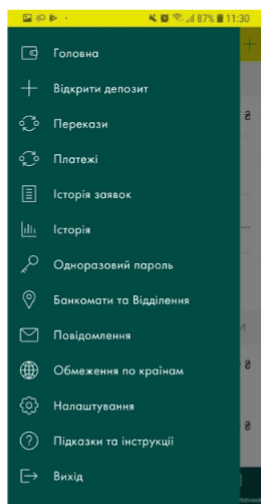 87% 11:30
Головна
Відкрити депозит
Перекази
Платежі
Історія заявок
Історія
Одноразовий пароль
Банкомати та Відділення
Повідомлення
Обмеження по країнам
Налаштування
Підказки та інструкції
Вихід